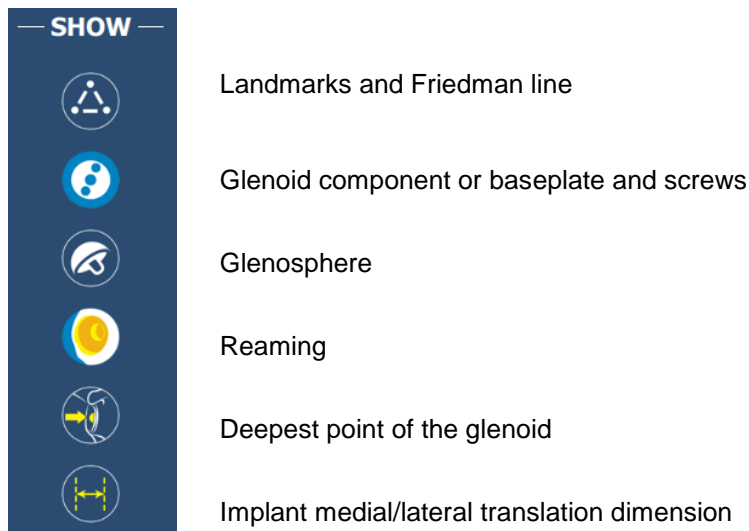 SHOW
Landmarks and Friedman line
Glenoid component or baseplate and screws
Glenosphere
Reaming
Deepest point of the glenoid
Implant medial/lateral translation dimension